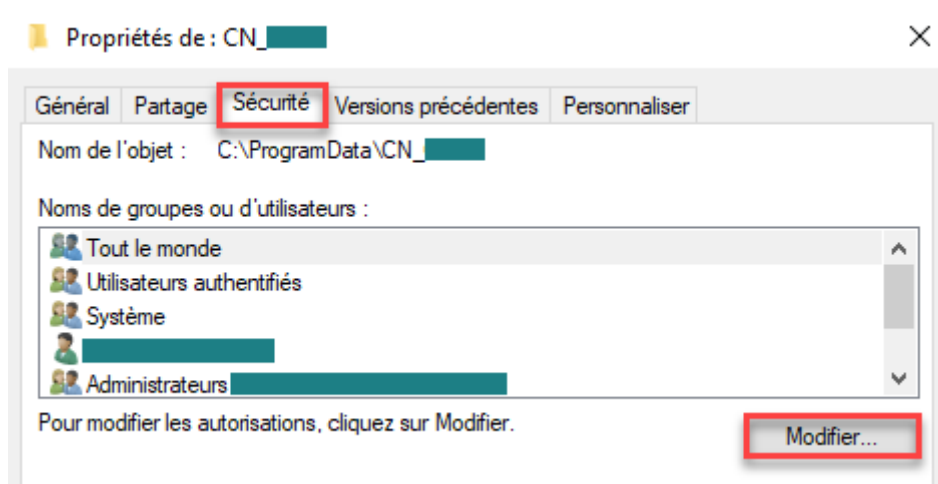 Propriétés de : CN_
Général Partage Sécurité Versions précédentes Personnaliser
Nom de l'objet : C:\ProgramData\CN_
Noms de groupes ou d'utilisateurs :
Tout le monde
Utilisateurs authentifiés
Système
Administrateurs
Pour modifier les autorisations, cliquez sur Modifier.
Modifier...